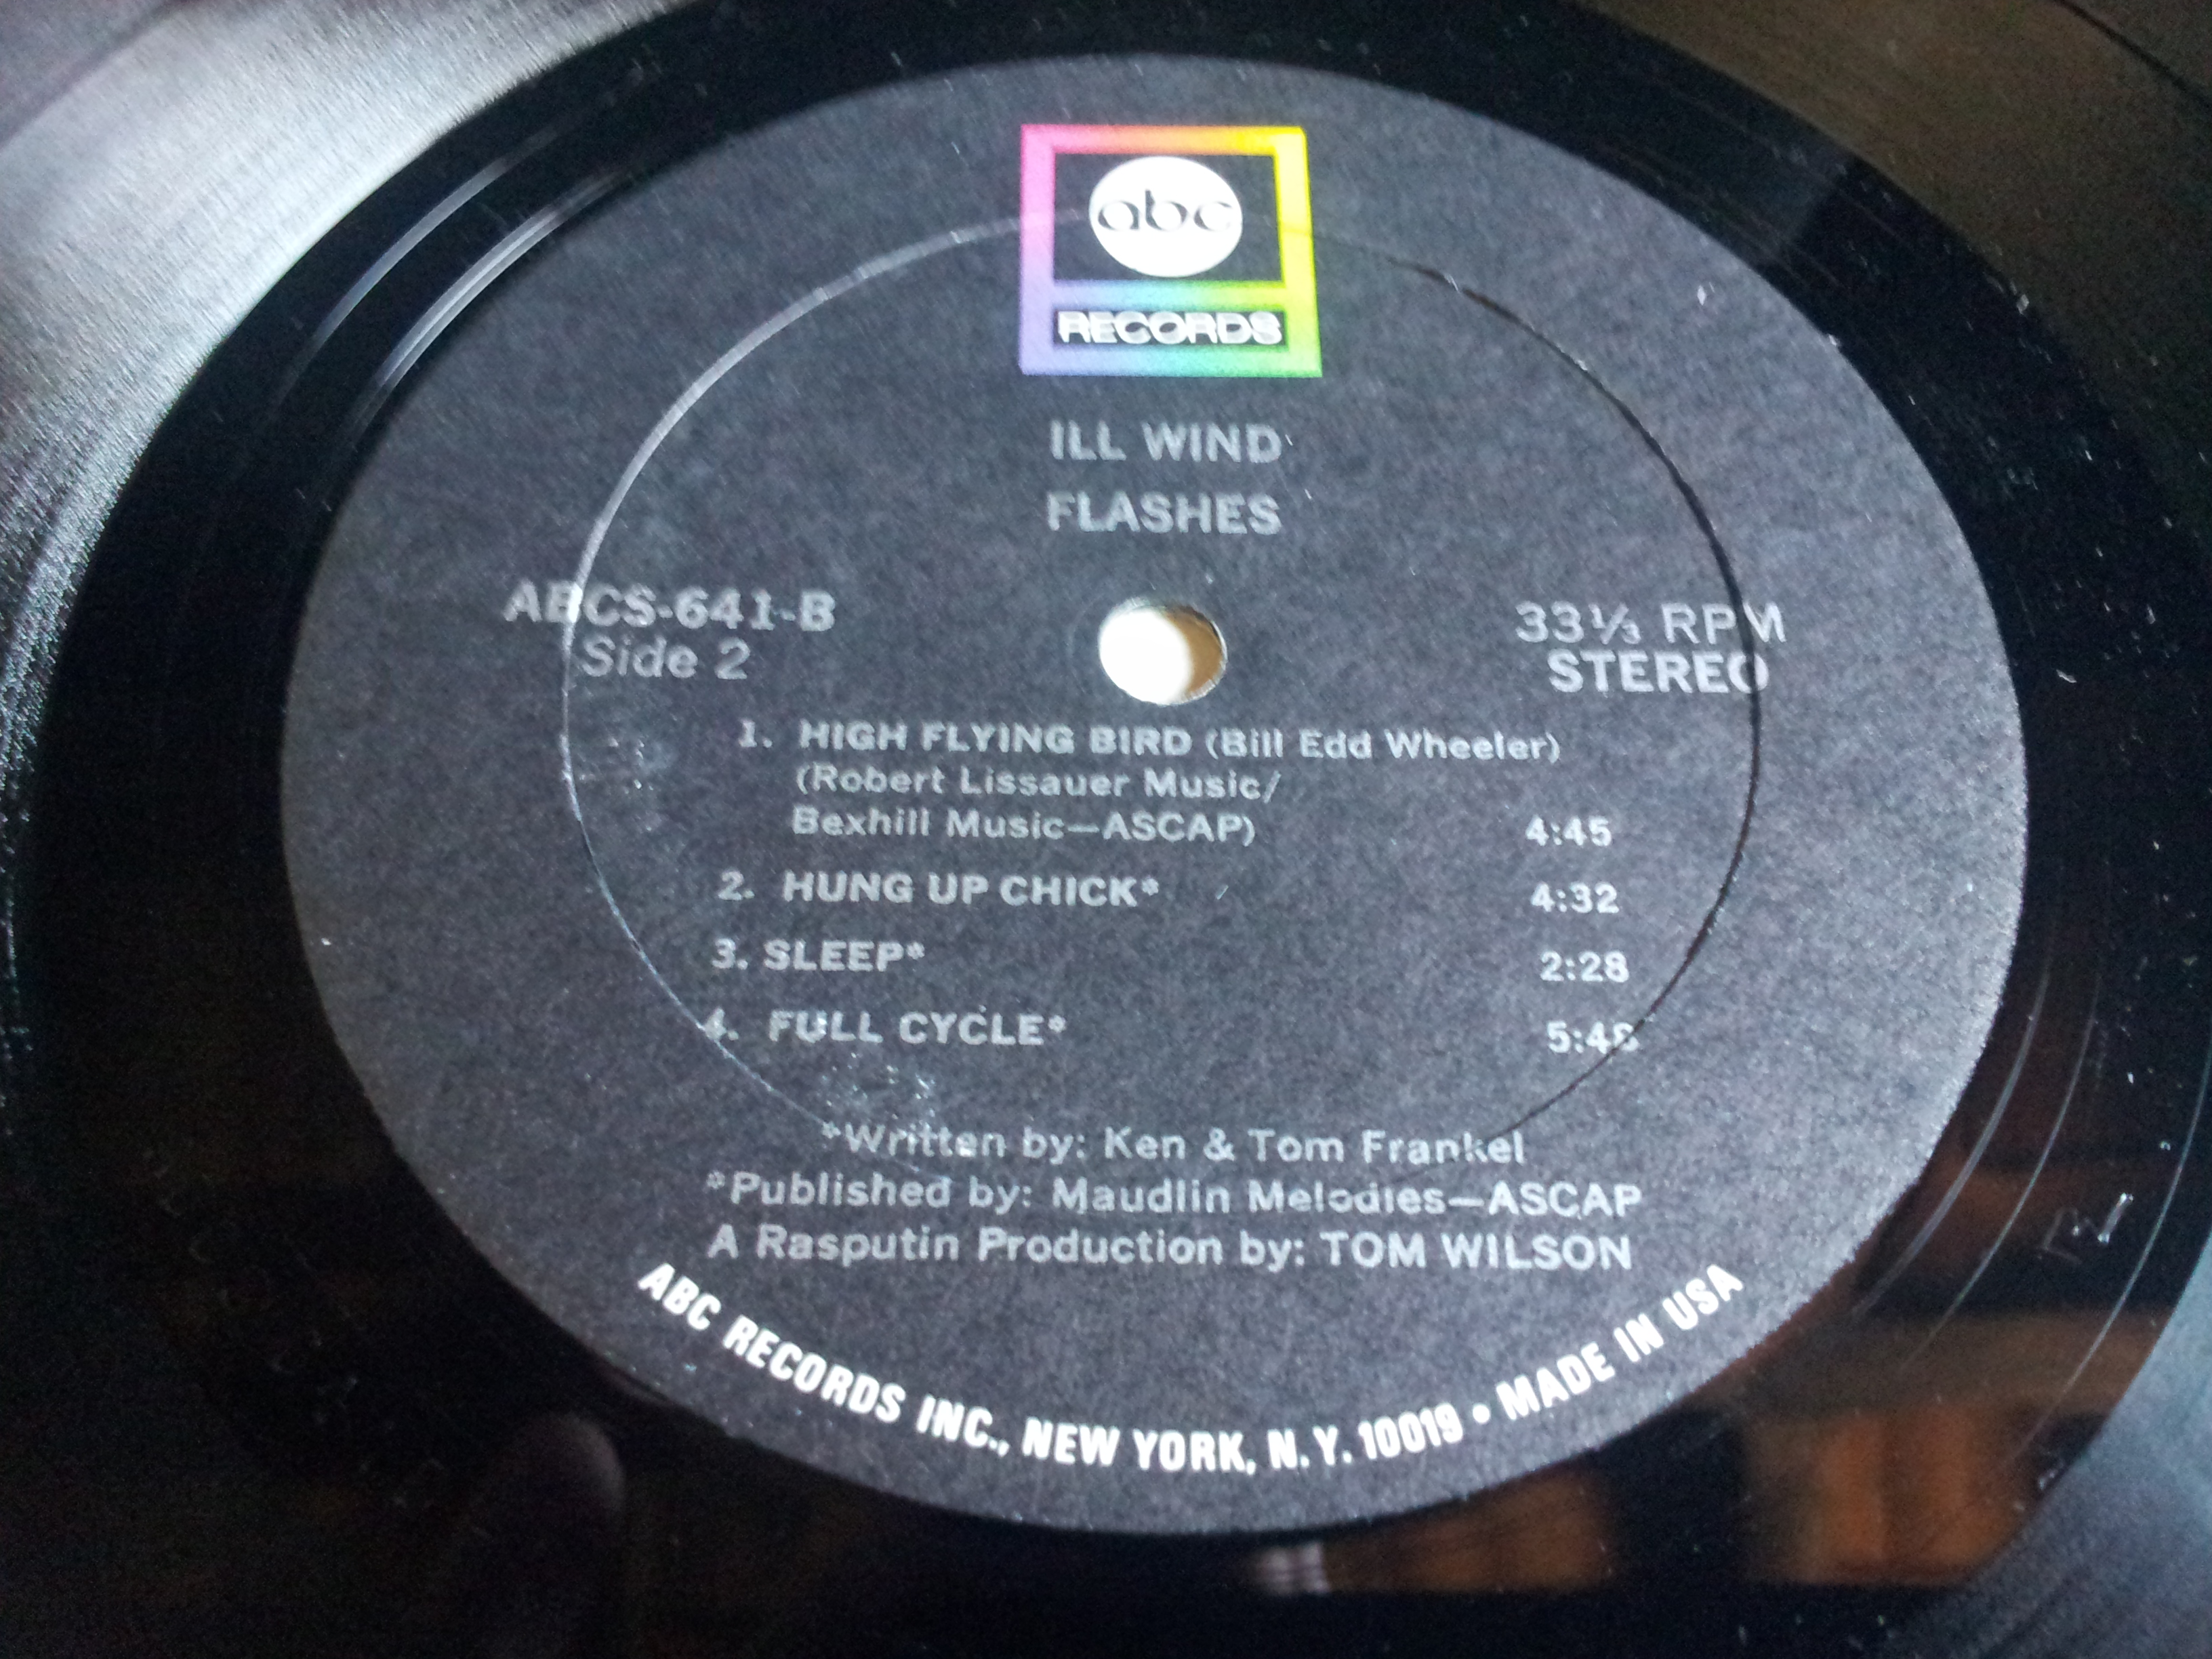 abc
RECORDS
ILL WIND
FLASHES
ABCS-641-B
Side 2
33⅓ RPM
STEREO
1. HIGH FLYING BIRD (Bill Edd Wheeler)
(Robert Lissauer Music/
Bexhill Music—ASCAP) 4:45
2. HUNG UP CHICK* 4:32
3. SLEEP* 2:28
4. FULL CYCLE* 5:48
*Written by: Ken & Tom Frankel
*Published by: Maudlin Melodies—ASCAP
A Rasputin Production by: TOM WILSON
ABC RECORDS INC., NEW YORK, N.Y. 10019 • MADE IN USA